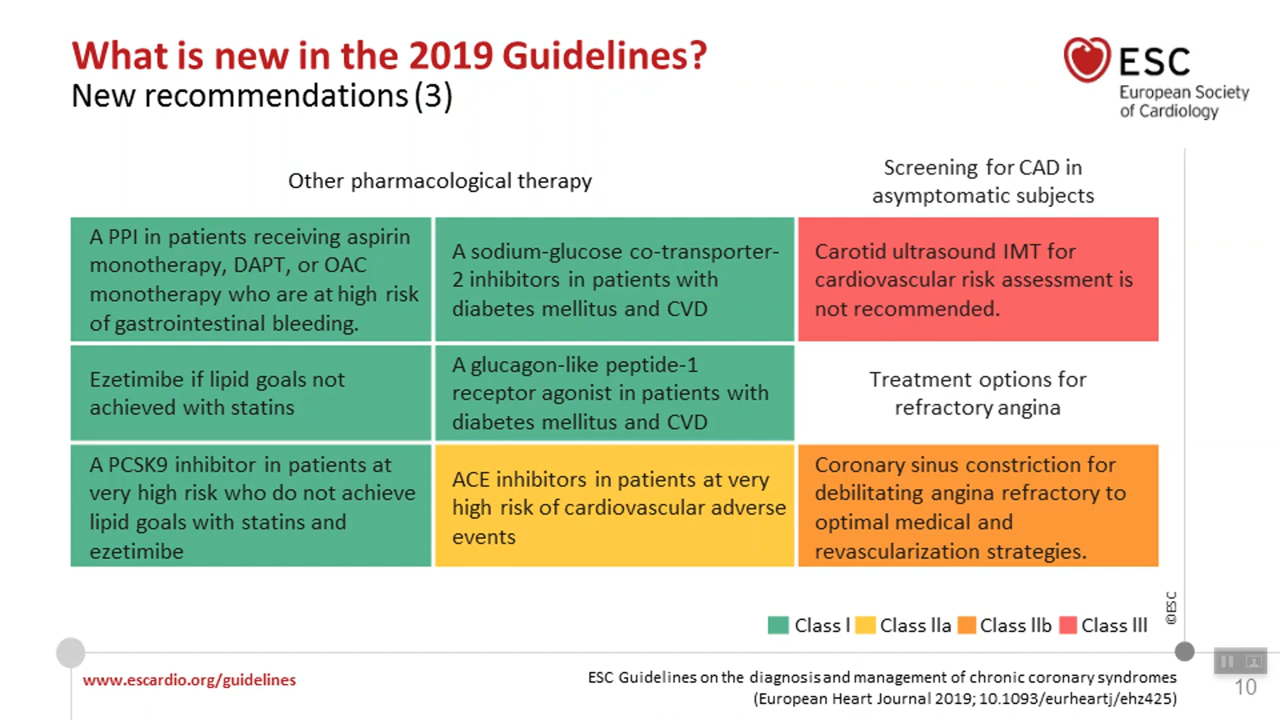 What is new in the 2019 Guidelines?
New recommendations (3)
ESC
European Society
of Cardiology
Other pharmacological therapy
Screening for CAD in
asymptomatic subjects
A PPI in patients receiving aspirin
monotherapy, DAPT, or OAC
monotherapy who are at high risk
of gastrointestinal bleeding.
A sodium-glucose co-transporter-
2 inhibitors in patients with
diabetes mellitus and CVD
Carotid ultrasound IMT for
cardiovascular risk assessment is
not recommended.
Ezetimibe if lipid goals not
achieved with statins
A glucagon-like peptide-1
receptor agonist in patients with
diabetes mellitus and CVD
Treatment options for
refractory angina
A PCSK9 inhibitor in patients at
very high risk who do not achieve
lipid goals with statins and
ezetimibe
ACE inhibitors in patients at very
high risk of cardiovascular adverse
events
Coronary sinus constriction for
debilitating angina refractory to
optimal medical and
revascularization strategies.
©ESC
Class I Class IIa Class IIb Class III
www.escardio.org/guidelines
ESC Guidelines on the diagnosis and management of chronic coronary syndromes
(European Heart Journal 2019; 10.1093/eurheartj/ehz425)
10